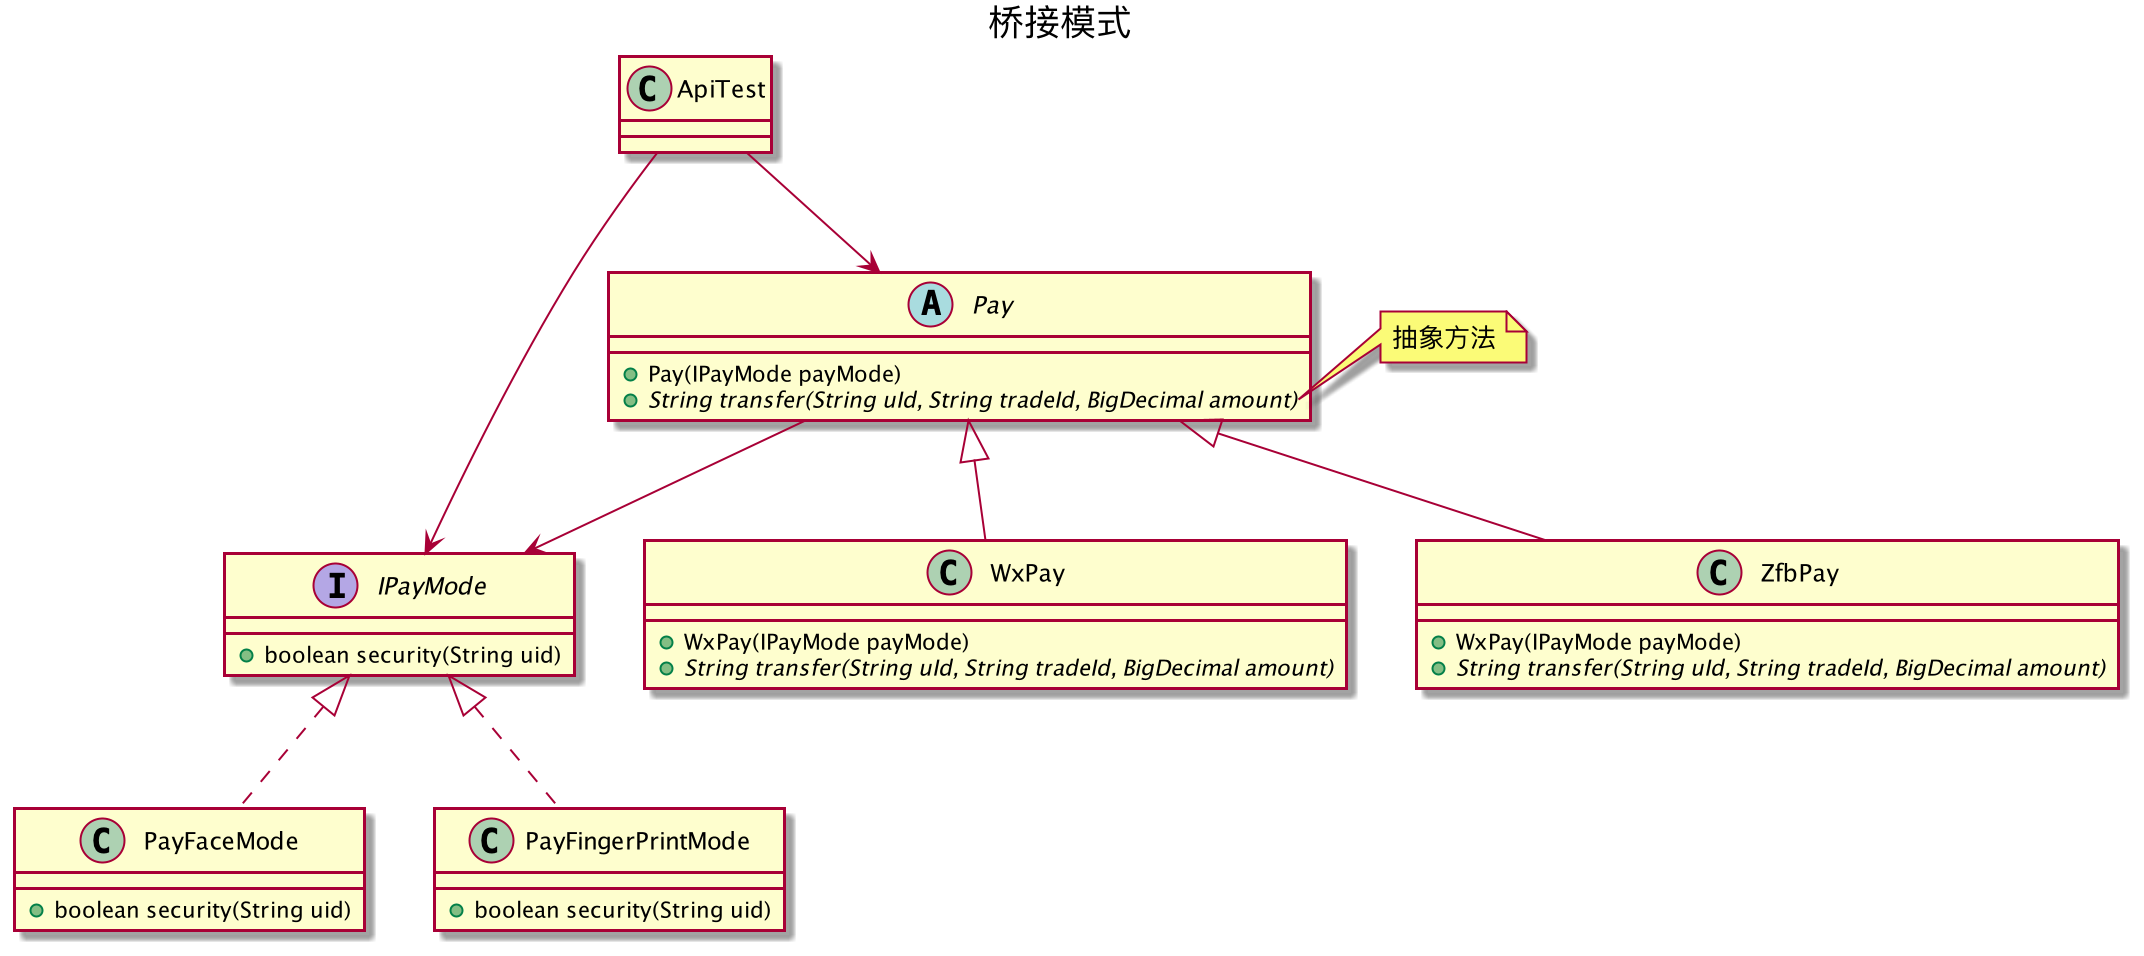 桥接模式
C ApiTest
A Pay
Pay(IPayMode payMode)
String transfer(String uId, String tradeId, BigDecimal amount)
抽象方法
I IPayMode
boolean security(String uid)
C WxPay
WxPay(IPayMode payMode)
String transfer(String uId, String tradeId, BigDecimal amount)
C ZfbPay
WxPay(IPayMode payMode)
String transfer(String uId, String tradeId, BigDecimal amount)
C PayFaceMode
boolean security(String uid)
C PayFingerPrintMode
boolean security(String uid)